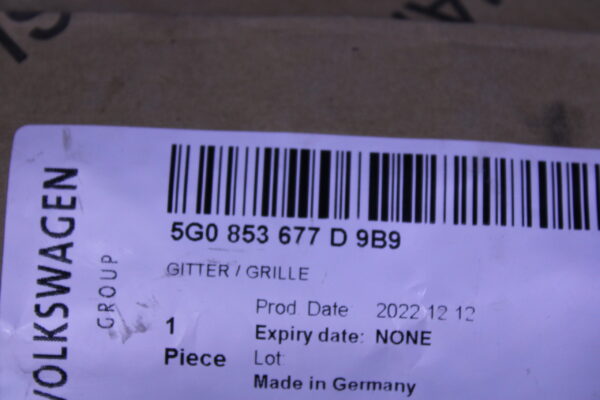 VOLKSWAGEN
GROUP
5G0 853 677 D 9B9
GITTER / GRILLE
Prod. Date 2022 12 12
1
Expiry date: NONE
Piece
Lot:
Made in Germany